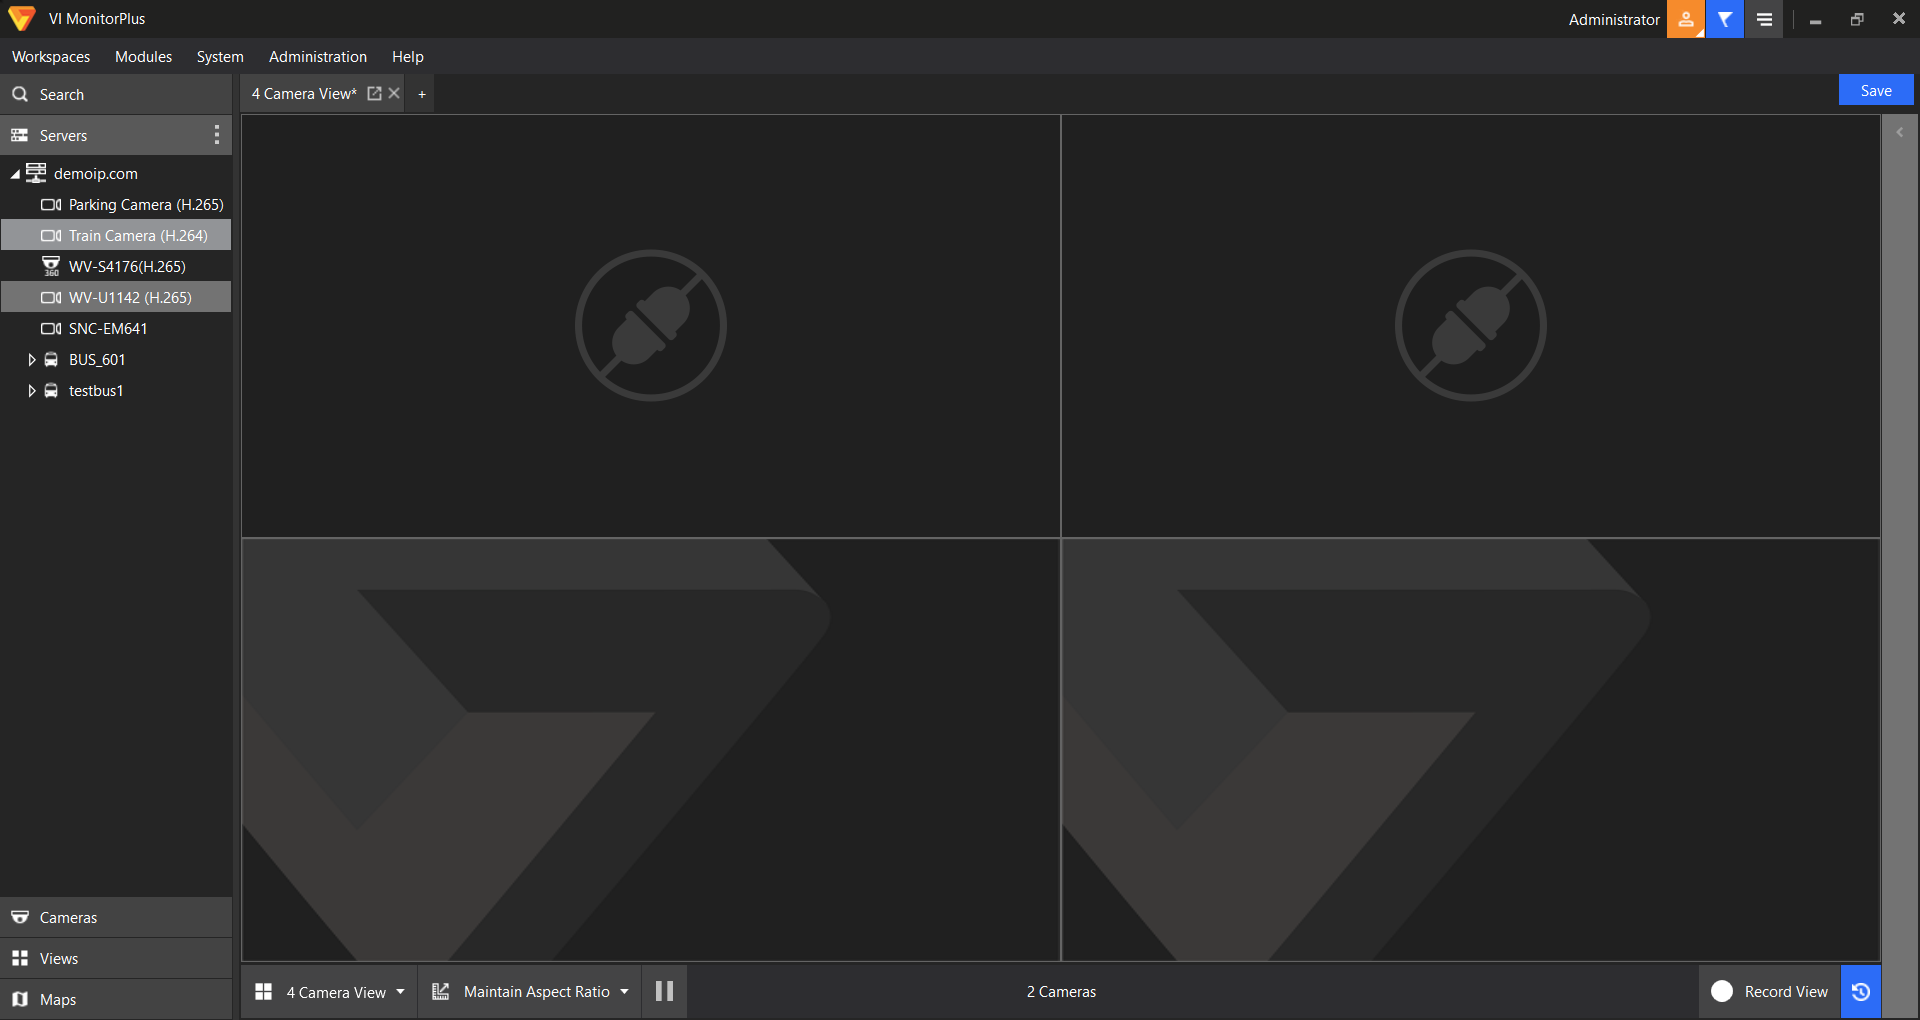 VI MonitorPlus
Administrator
Workspaces Modules System Administration Help
Search
4 Camera View* +
Save
Servers
demoip.com
Parking Camera (H.265)
Train Camera (H.264)
360 WV-S4176(H.265)
WV-U1142 (H.265)
SNC-EM641
BUS_601
testbus1
Cameras
Views
Maps
4 Camera View
Maintain Aspect Ratio
2 Cameras
Record View